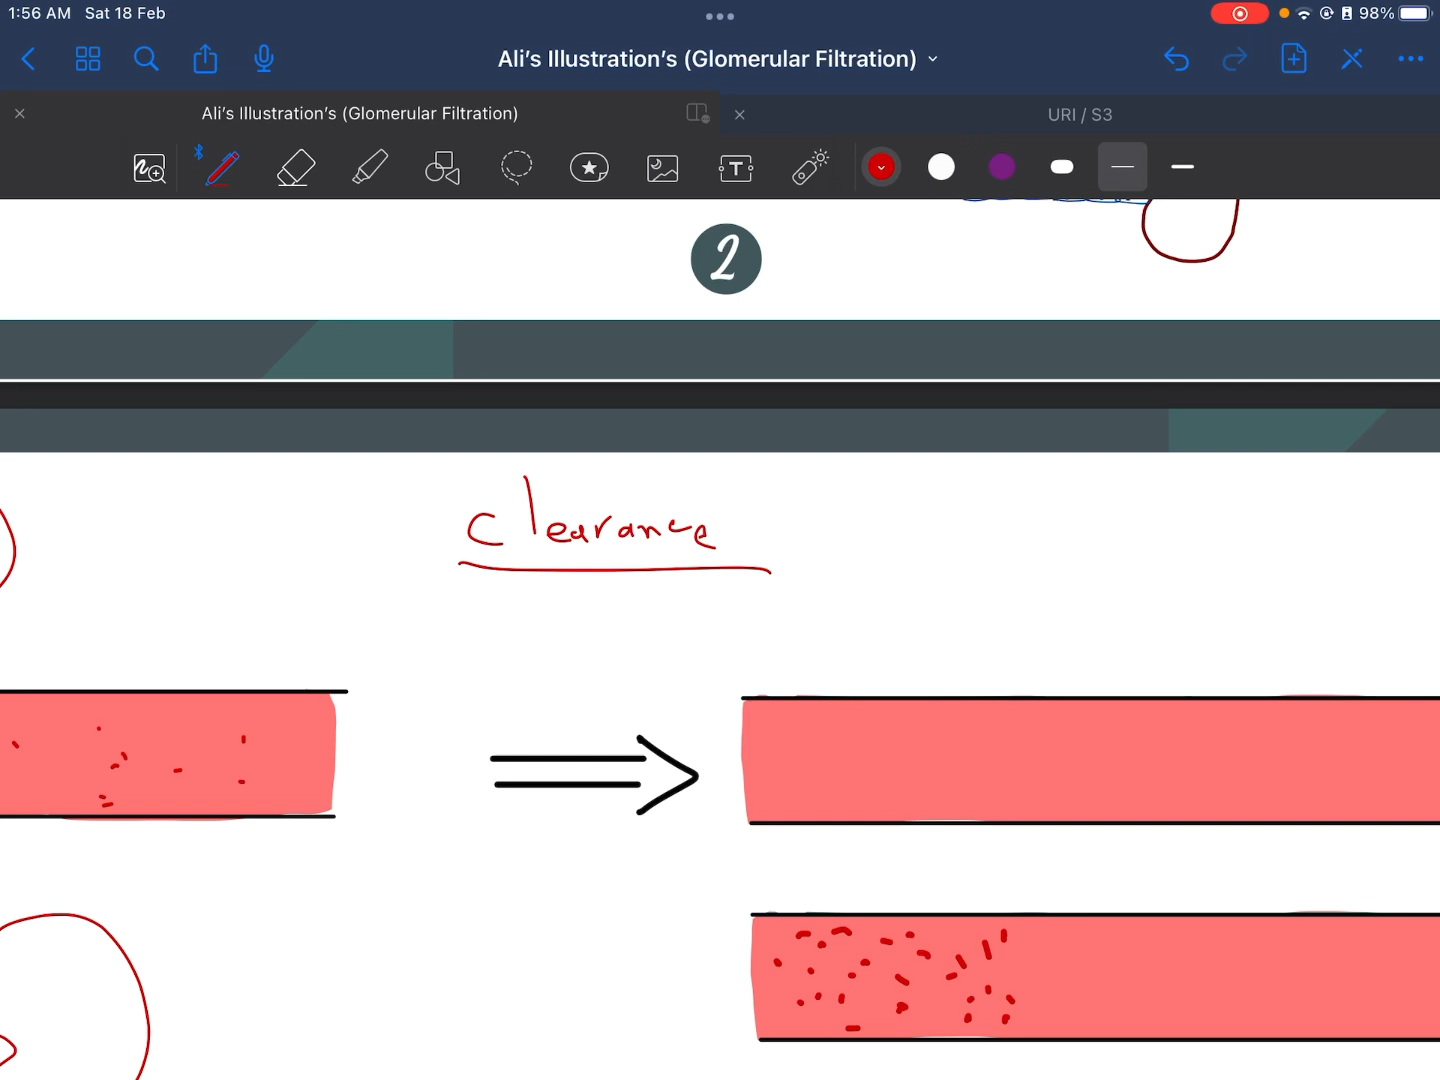 1:56 AM Sat 18 Feb
98%
Ali's Illustration's (Glomerular Filtration)
Ali's Illustration's (Glomerular Filtration)
URI / S3
T
2
Clearance